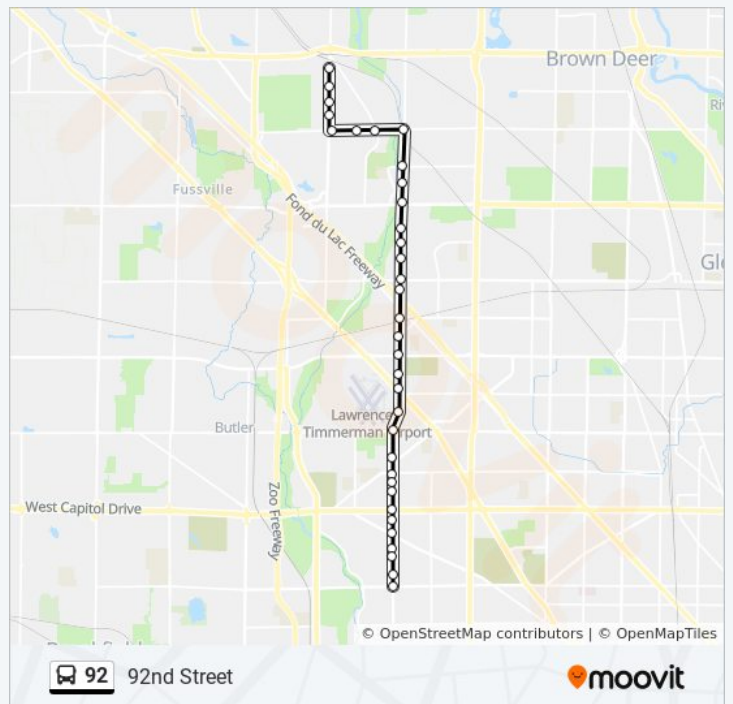 Brown Deer
Ri
Fussville
Fond du Lac Freeway
Gl
Lawrence
Timmerman Airport
Butler
Zoo Freeway
West Capitol Drive
© OpenStreetMap contributors | © OpenMapTiles
92 92nd Street
moovit